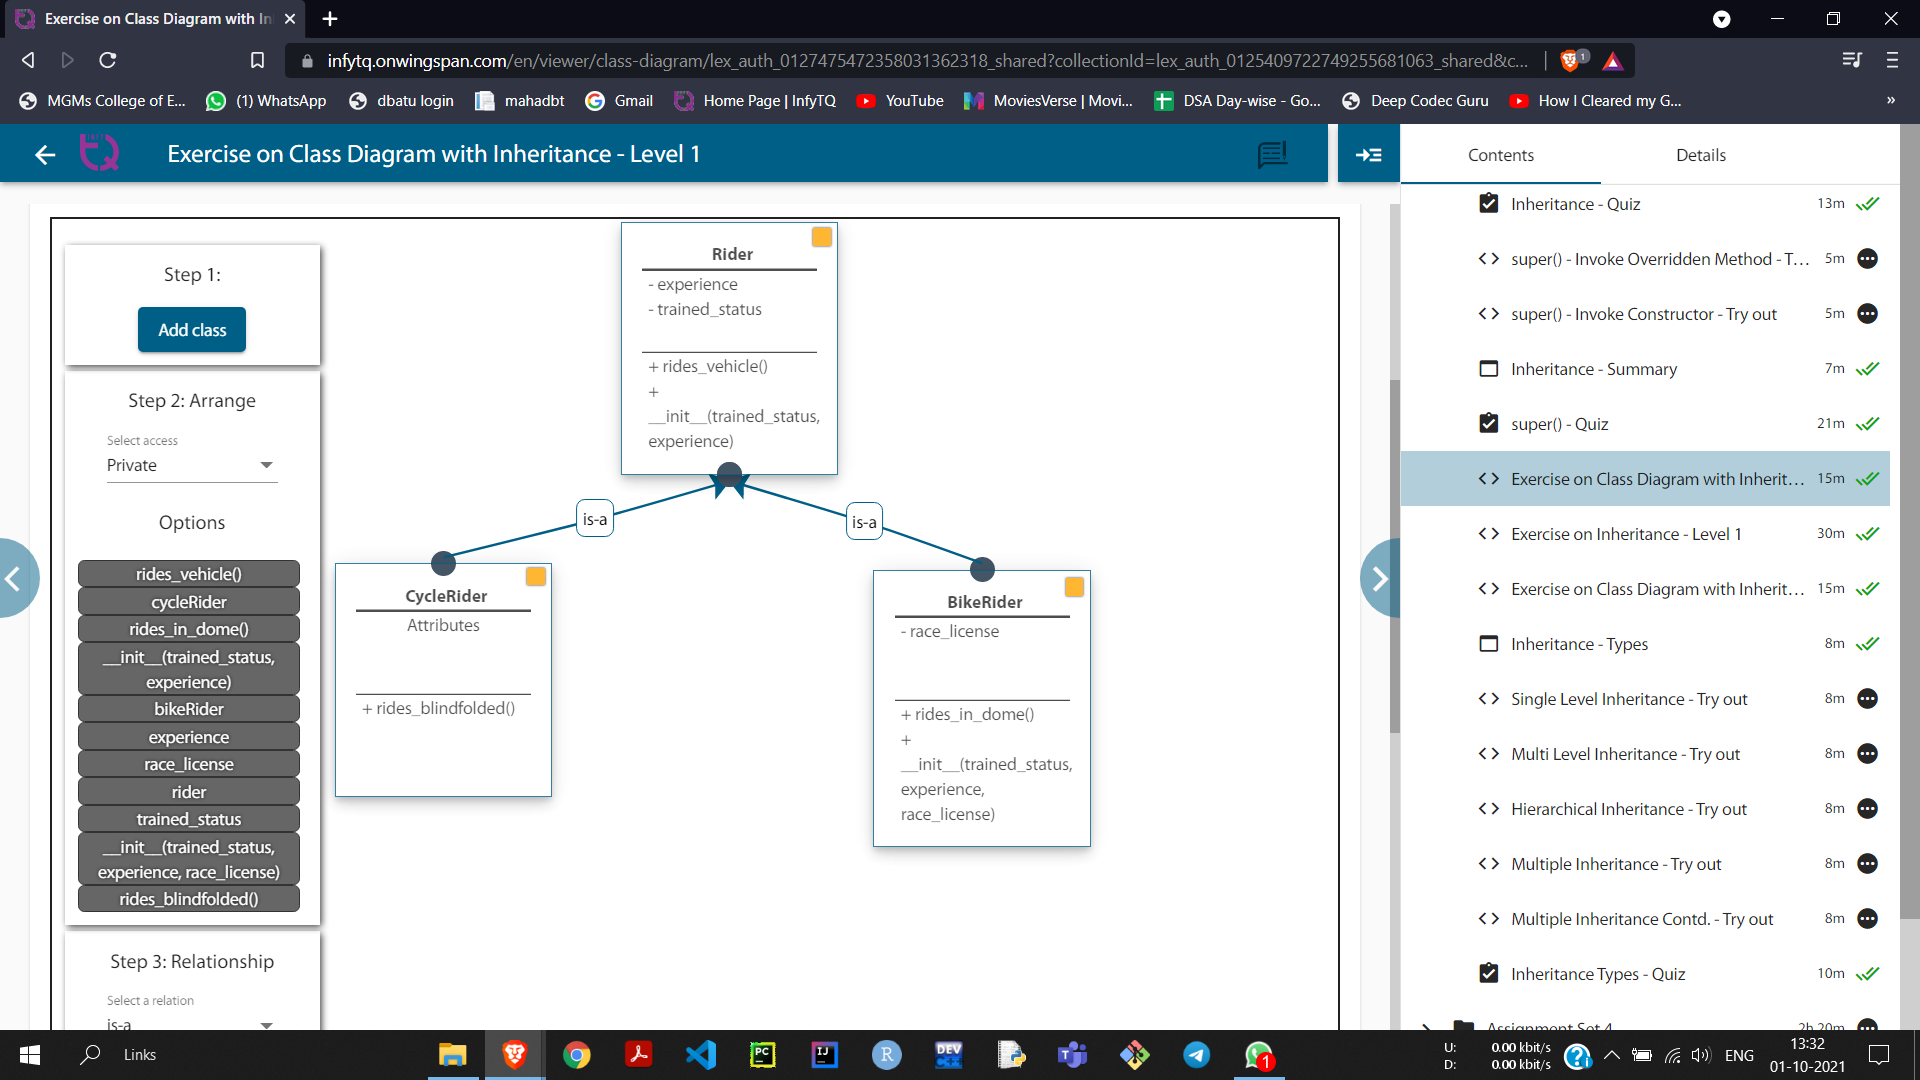 Exercise on Class Diagram with In
infytq.onwingspan.com/en/viewer/class-diagram/lex_auth_01274754723580313​62318_shared?collectionId=lex_auth_0125409722749255681063_shared&c...
1
MGMs College of E...
(1) WhatsApp
dbatu login
mahadbt
Gmail
Home Page | InfyTQ
YouTube
MoviesVerse | Movi...
DSA Day-wise - Go...
Deep Codec Guru
How I Cleared my G...
»
Exercise on Class Diagram with Inheritance - Level 1
Contents
Details
Step 1:
Add class
Step 2: Arrange
Select access
Private
Options
rides_vehicle()
cycleRider
rides_in_dome()
__init__(trained_status,
experience)
bikeRider
experience
race_license
rider
trained_status
__init__(trained_status,
experience, race_license)
rides_blindfolded()
Step 3: Relationship
Select a relation
is-a
Rider
- experience
- trained_status
+ rides_vehicle()
+
__init__(trained_status,
experience)
is-a
is-a
CycleRider
Attributes
+ rides_blindfolded()
BikeRider
- race_license
+ rides_in_dome()
+
__init__(trained_status,
experience,
race_license)
Inheritance - Quiz 13m
super() - Invoke Overridden Method - T... 5m
super() - Invoke Constructor - Try out 5m
Inheritance - Summary 7m
super() - Quiz 21m
Exercise on Class Diagram with Inherit... 15m
Exercise on Inheritance - Level 1 30m
Exercise on Class Diagram with Inherit... 15m
Inheritance - Types 8m
Single Level Inheritance - Try out 8m
Multi Level Inheritance - Try out 8m
Hierarchical Inheritance - Try out 8m
Multiple Inheritance - Try out 8m
Multiple Inheritance Contd. - Try out 8m
Inheritance Types - Quiz 10m
Assignment Set 4 2h 20m
Links
PC
IJ
R
DEV
1
U: 0.00 kbit/s
D: 0.00 kbit/s
ENG
13:32
01-10-2021